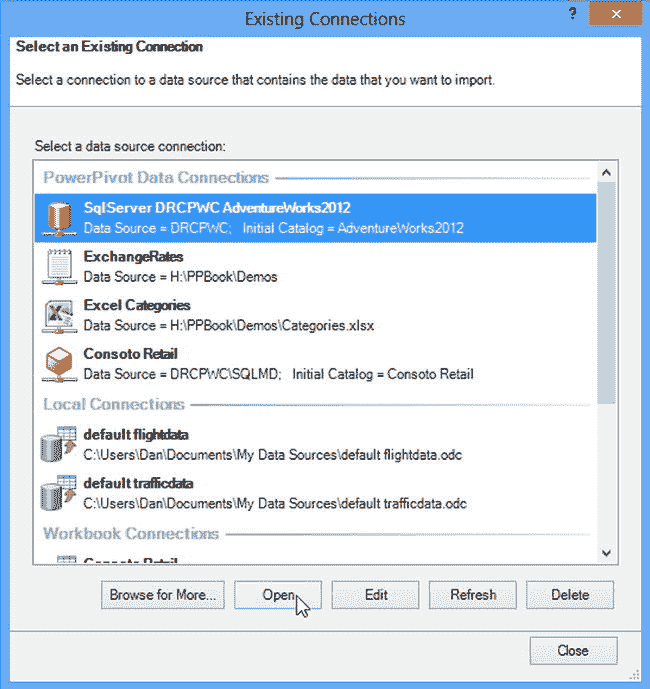 Existing Connections
?
Select an Existing Connection
Select a connection to a data source that contains the data that you want to import.
Select a data source connection:
PowerPivot Data Connections
SqlServer DRCPWC AdventureWorks2012
Data Source = DRCPWC;   Initial Catalog = AdventureWorks2012
ExchangeRates
Data Source = H:\PPBook\Demos
Excel Categories
Data Source = H:\PPBook\Demos\Categories.xlsx
Consoto Retail
Data Source = DRCPWC\SQLMD;   Initial Catalog = Consoto Retail
Local Connections
default flightdata
C:\Users\Dan\Documents\My Data Sources\default flightdata.odc
default trafficdata
C:\Users\Dan\Documents\My Data Sources\default trafficdata.odc
Workbook Connections
Consoto Retail
Browse for More... Open Edit Refresh Delete
Close